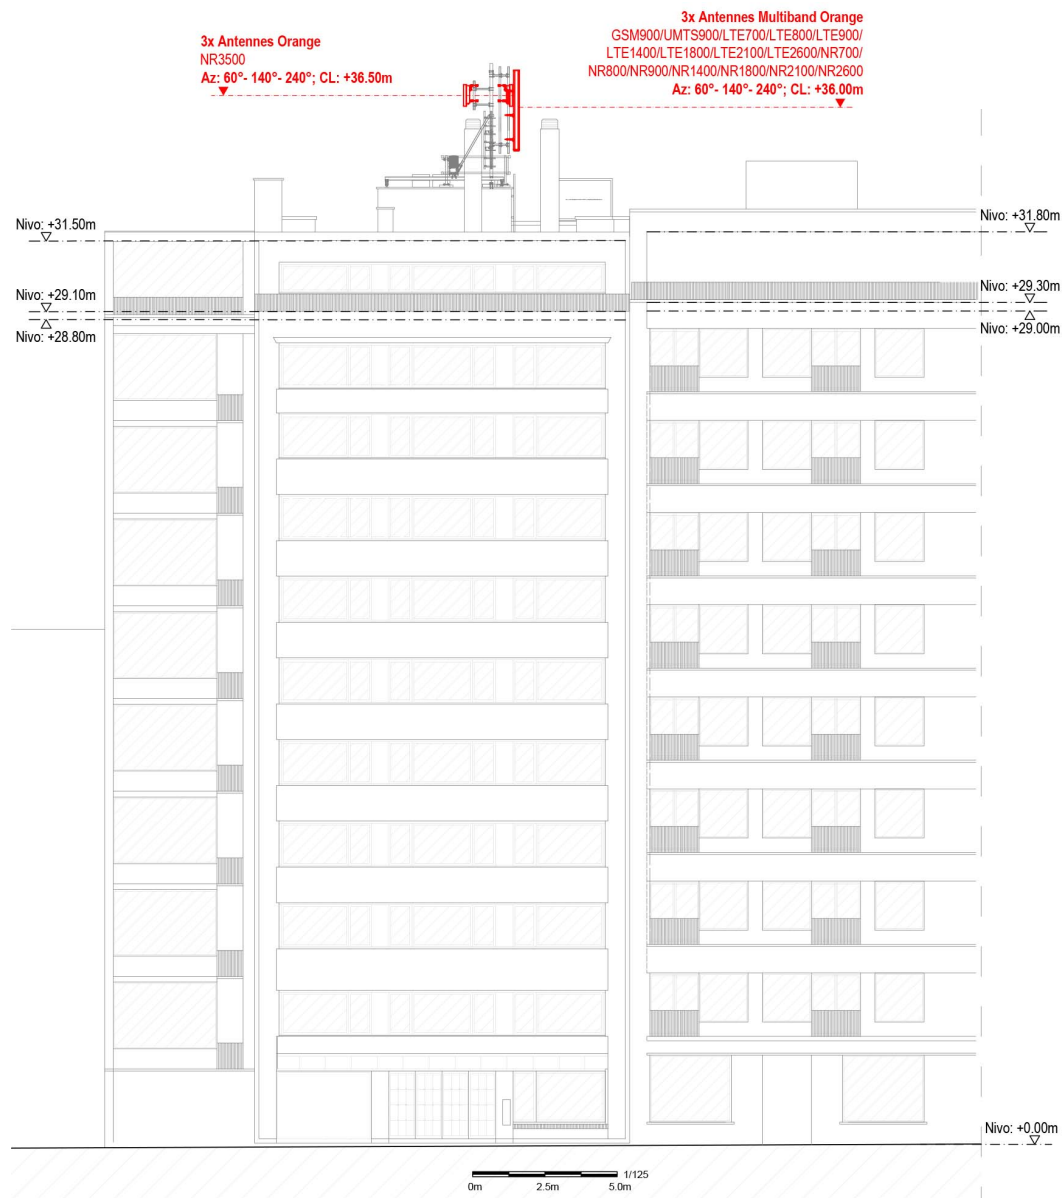 3x Antennes Orange
NR3500
Az: 60°- 140°- 240°; CL: +36.50m
3x Antennes Multiband Orange
GSM900/UMTS900/LTE700/LTE800/LTE900/
LTE1400/LTE1800/LTE2100/LTE2600/NR700/
NR800/NR900/NR1400/NR1800/NR2100/NR2600
Az: 60°- 140°- 240°; CL: +36.00m
Nivo: +31.50m
Nivo: +31.80m
Nivo: +29.10m
Nivo: +29.30m
Nivo: +28.80m
Nivo: +29.00m
Nivo: +0.00m
1/125
0m 2.5m 5.0m